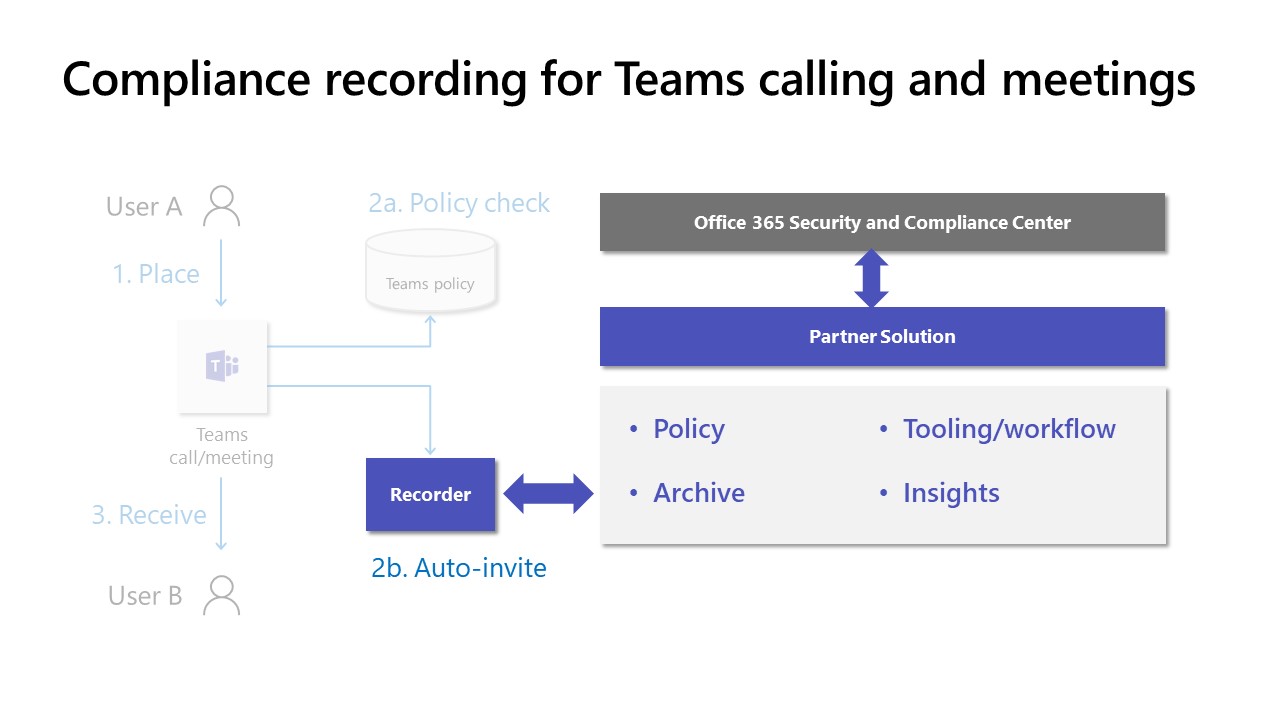 Compliance recording for Teams calling and meetings
User A
1. Place
T
Teams
call/meeting
3. Receive
User B
2a. Policy check
Teams policy
Recorder
2b. Auto-invite
Office 365 Security and Compliance Center
Partner Solution
• Policy
• Tooling/workflow
• Archive
• Insights